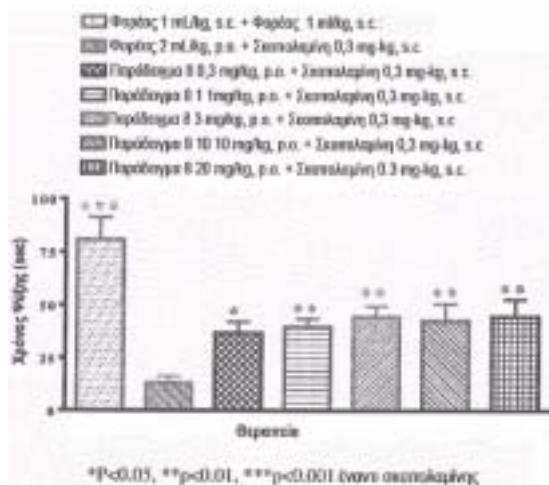 Φορέας 1 mL/kg, s.c. + Φορέας 1 ml/kg, s.c.
Φορέας 2 mL/kg, p.o. + Σκοπολαμίνη 0,3 mg-kg, s.c.
Παράδειγμα 8 0,3 mg/kg, p.o. + Σκοπολαμίνη 0,3 mg-kg, s.c.
Παράδειγμα 8 1 1mg/kg, p.o. + Σκοπολαμίνη 0,3 mg-kg, s.c.
Παράδειγμα 8 3 mg/kg, p.o. + Σκοπολαμίνη 0,3 mg-kg, s.c
Παράδειγμα 8 10 10 mg/kg, p.o. + Σκοπολαμίνη 0,3 mg-kg, s.c
Παράδειγμα 8 20 mg/kg, p.o. + Σκοπολαμίνη 0.3 mg-kg, s.c.
Χρόνος (sec)
100
75
50
25
0
***
*
**
**
**
**
Θεραπεία
*P<0.05, **p<0.01, ***p<0.001 έναντι σκοπολαμίνης